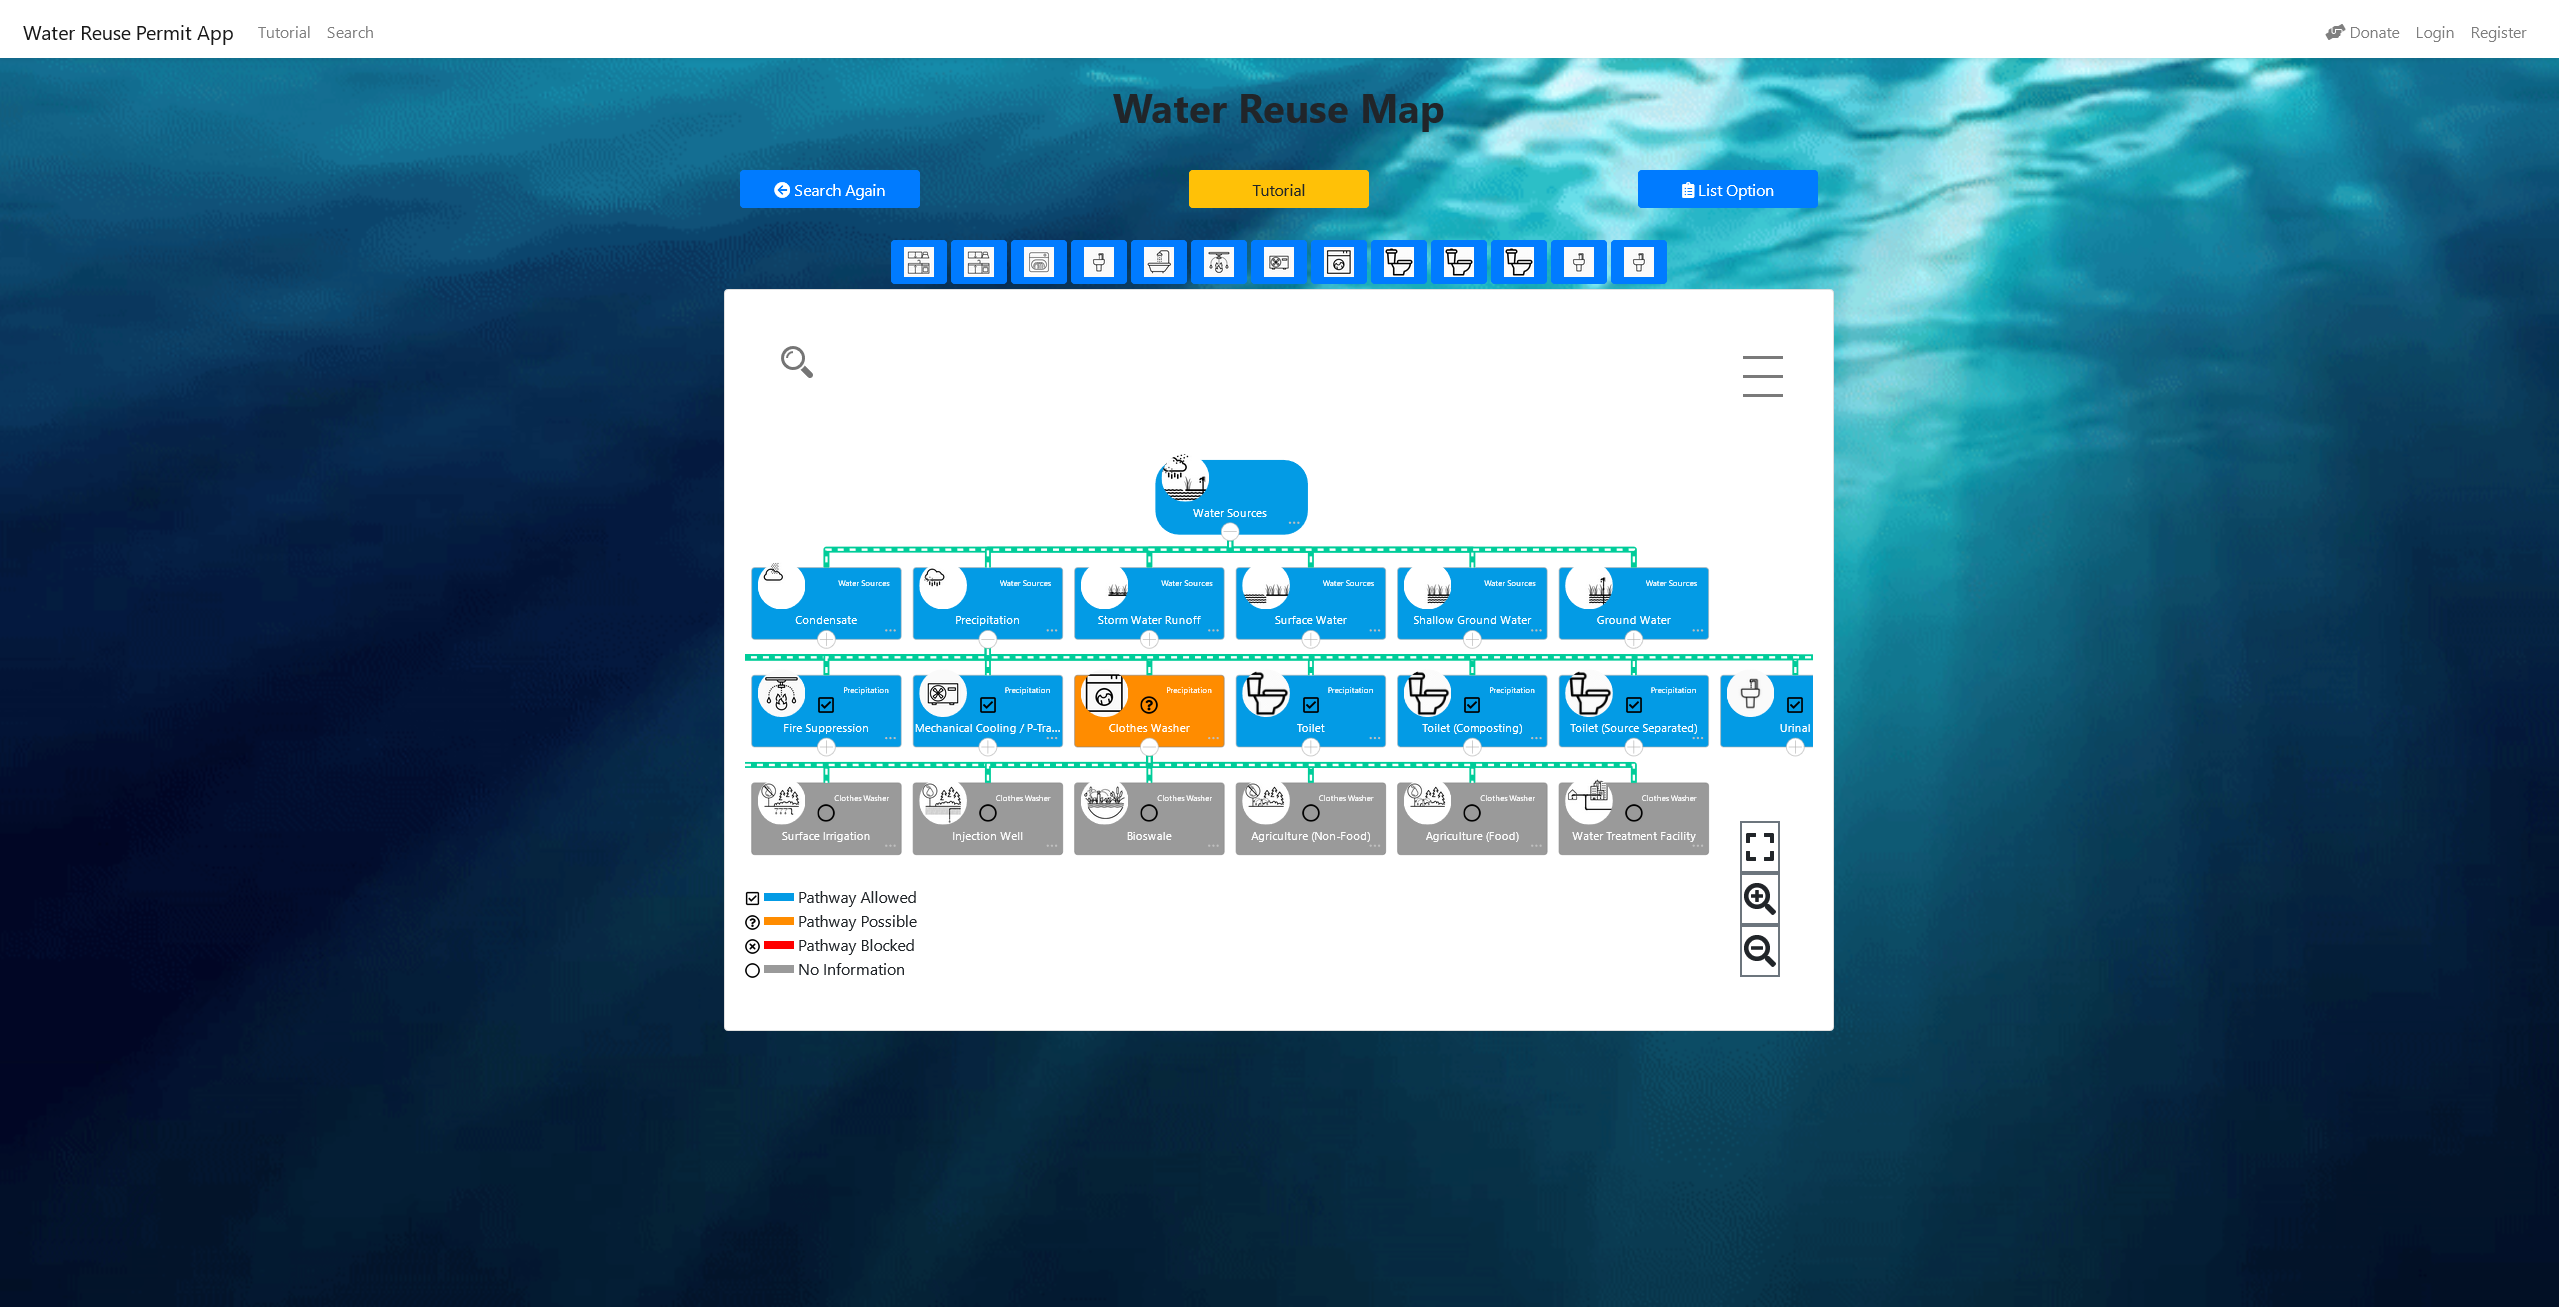 Water Reuse Permit App Tutorial Search Donate Login Register
Water Reuse Map
Search Again Tutorial List Option
Water Sources
Water Sources Water Sources Water Sources Water Sources Water Sources Water Sources
Condensate Precipitation Storm Water Runoff Surface Water Shallow Ground Water Ground Water
Precipitation Precipitation Precipitation Precipitation Precipitation Precipitation
Fire Suppression Mechanical Cooling / P-Tra... Clothes Washer Toilet Toilet (Composting) Toilet (Source Separated) Urinal
Clothes Washer Clothes Washer Clothes Washer Clothes Washer Clothes Washer Clothes Washer
Surface Irrigation Injection Well Bioswale Agriculture (Non-Food) Agriculture (Food) Water Treatment Facility
Pathway Allowed
Pathway Possible
Pathway Blocked
No Information